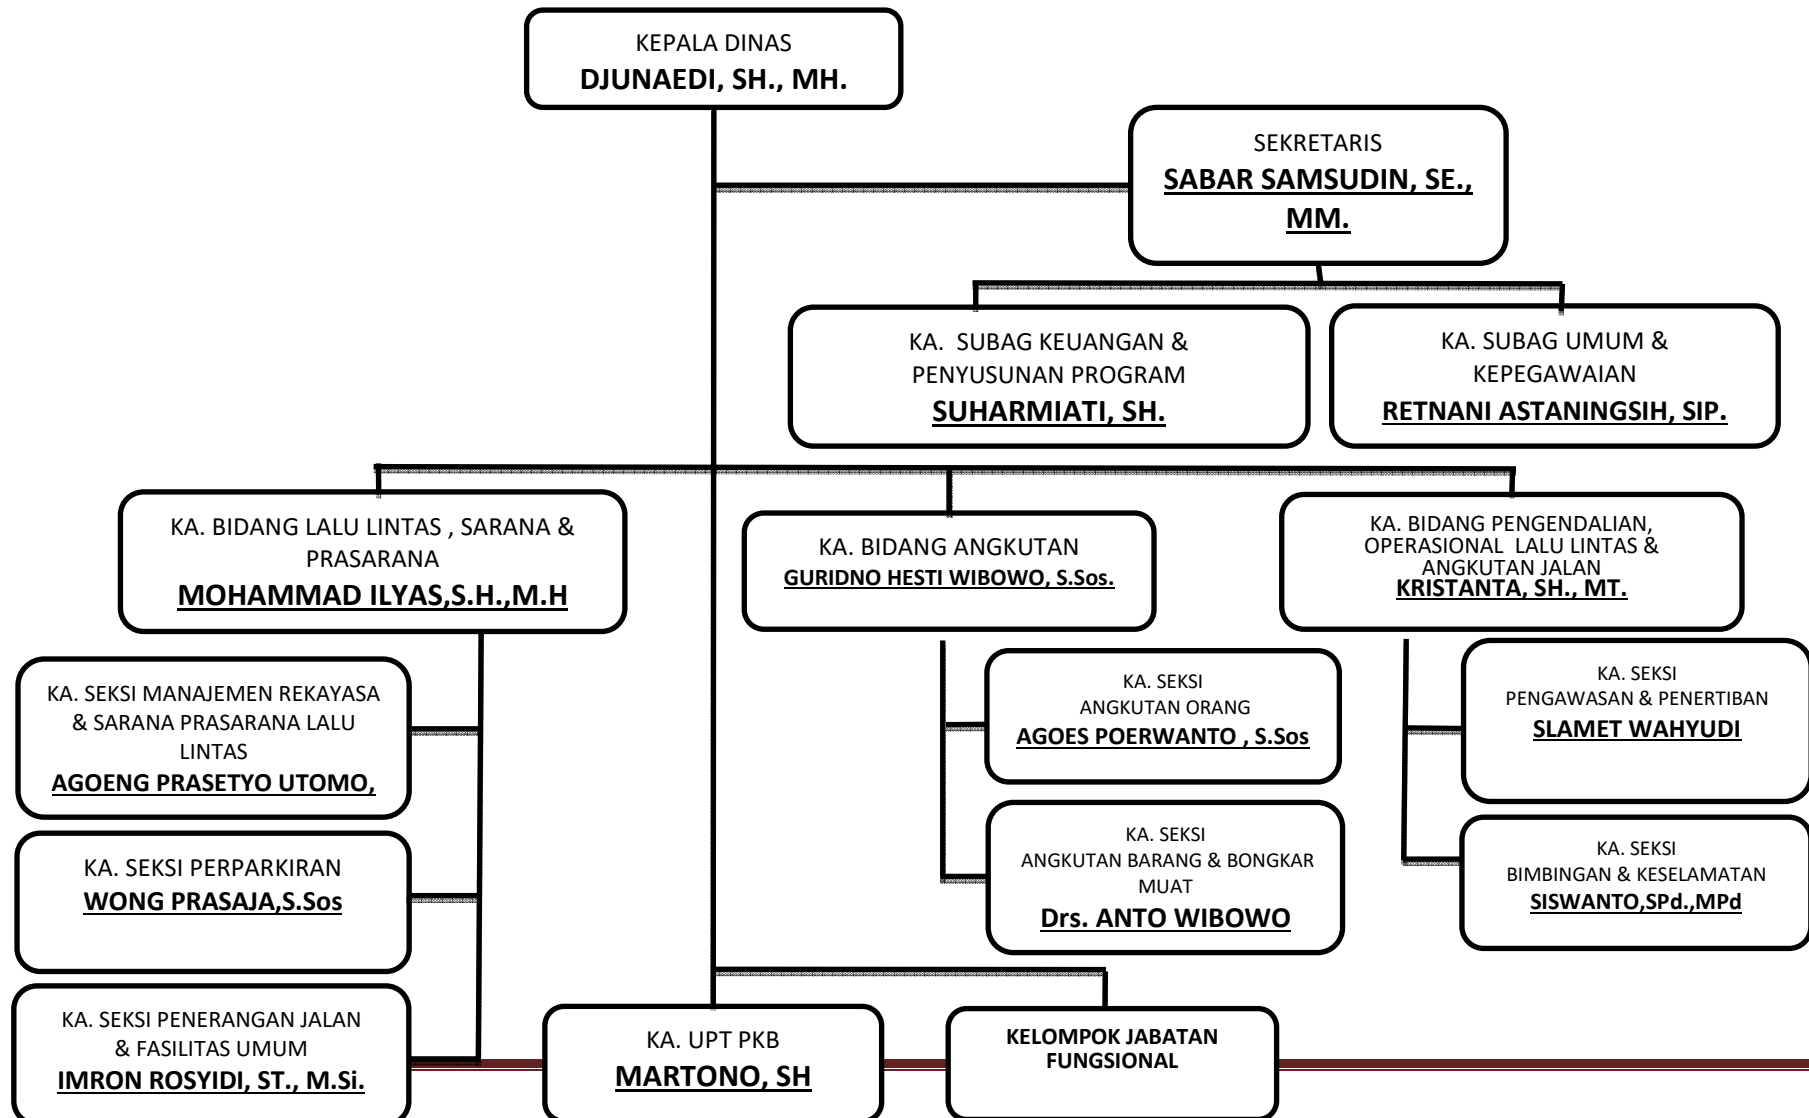 KEPALA DINAS
DJUNAEDI, SH., MH.
SEKRETARIS
SABAR SAMSUDIN, SE.,
MM.
KA. SUBAG KEUANGAN &
PENYUSUNAN PROGRAM
SUHARMIATI, SH.
KA. SUBAG UMUM &
KEPEGAWAIAN
RETNANI ASTANINGSIH, SIP.
KA. BIDANG LALU LINTAS , SARANA &
PRASARANA
MOHAMMAD ILYAS,S.H.,M.H
KA. BIDANG ANGKUTAN
GURIDNO HESTI WIBOWO, S.Sos.
KA. BIDANG PENGENDALIAN,
OPERASIONAL LALU LINTAS &
ANGKUTAN JALAN
KRISTANTA, SH., MT.
KA. SEKSI MANAJEMEN REKAYASA
& SARANA PRASARANA LALU
LINTAS
AGOENG PRASETYO UTOMO,
KA. SEKSI PERPARKIRAN
WONG PRASAJA,S.Sos
KA. SEKSI PENERANGAN JALAN
& FASILITAS UMUM
IMRON ROSYIDI, ST., M.Si.
KA. SEKSI
ANGKUTAN ORANG
AGOES POERWANTO , S.Sos
KA. SEKSI
ANGKUTAN BARANG & BONGKAR
MUAT
Drs. ANTO WIBOWO
KA. SEKSI
PENGAWASAN & PENERTIBAN
SLAMET WAHYUDI
KA. SEKSI
BIMBINGAN & KESELAMATAN
SISWANTO,SPd.,MPd
KA. UPT PKB
MARTONO, SH
KELOMPOK JABATAN
FUNGSIONAL